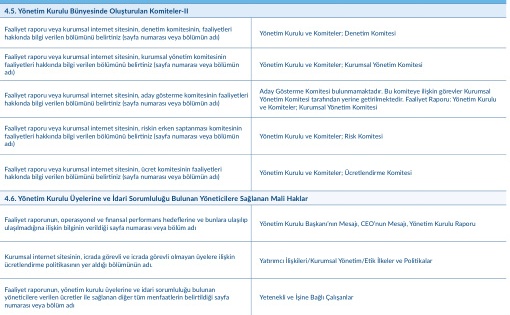 4.5. Yönetim Kurulu Bünyesinde Oluşturulan Komiteler-II
Faaliyet raporu veya kurumsal internet sitesinin, denetim komitesinin, faaliyetleri
hakkında bilgi verilen bölümünü belirtiniz (sayfa numarası veya bölümün adı)
Yönetim Kurulu ve Komiteler; Denetim Komitesi
Faaliyet raporu veya kurumsal internet sitesinin, kurumsal yönetim komitesinin
faaliyetleri hakkında bilgi verilen bölümünü belirtiniz (sayfa numarası veya bölümün
adı)
Yönetim Kurulu ve Komiteler; Kurumsal Yönetim Komitesi
Faaliyet raporu veya kurumsal internet sitesinin, aday gösterme komitesinin faaliyetleri
hakkında bilgi verilen bölümünü belirtiniz (sayfa numarası veya bölümün adı)
Aday Gösterme Komitesi bulunmamaktadır. Bu komiteye ilişkin görevler Kurumsal
Yönetim Komitesi tarafından yerine getirilmektedir. Faaliyet Raporu: Yönetim Kurulu
ve Komiteler; Kurumsal Yönetim Komitesi
Faaliyet raporu veya kurumsal internet sitesinin, riskin erken saptanması komitesinin
faaliyetleri hakkında bilgi verilen bölümünü belirtiniz (sayfa numarası veya bölümün
adı)
Yönetim Kurulu ve Komiteler; Risk Komitesi
Faaliyet raporu veya kurumsal internet sitesinin, ücret komitesinin faaliyetleri
hakkında bilgi verilen bölümünü belirtiniz (sayfa numarası veya bölümün adı)
Yönetim Kurulu ve Komiteler; Ücretlendirme Komitesi
4.6. Yönetim Kurulu Üyelerine ve İdari Sorumluluğu Bulunan Yöneticilere Sağlanan Mali Haklar
Faaliyet raporunun, operasyonel ve finansal performans hedeflerine ve bunlara ulaşılıp
ulaşılmadığına ilişkin bilginin verildiği sayfa numarası veya bölüm adı
Yönetim Kurulu Başkanı'nın Mesajı, CEO'nun Mesajı, Yönetim Kurulu Raporu
Kurumsal internet sitesinin, icrada görevli ve icrada görevli olmayan üyelere ilişkin
ücretlendirme politikasının yer aldığı bölümünün adı.
Yatırımcı İlişkileri/Kurumsal Yönetim/Etik İlkeler ve Politikalar
Faaliyet raporunun, yönetim kurulu üyelerine ve idari sorumluluğu bulunan
yöneticilere verilen ücretler ile sağlanan diğer tüm menfaatlerin belirtildiği sayfa
numarası veya bölüm adı
Yetenekli ve İşine Bağlı Çalışanlar